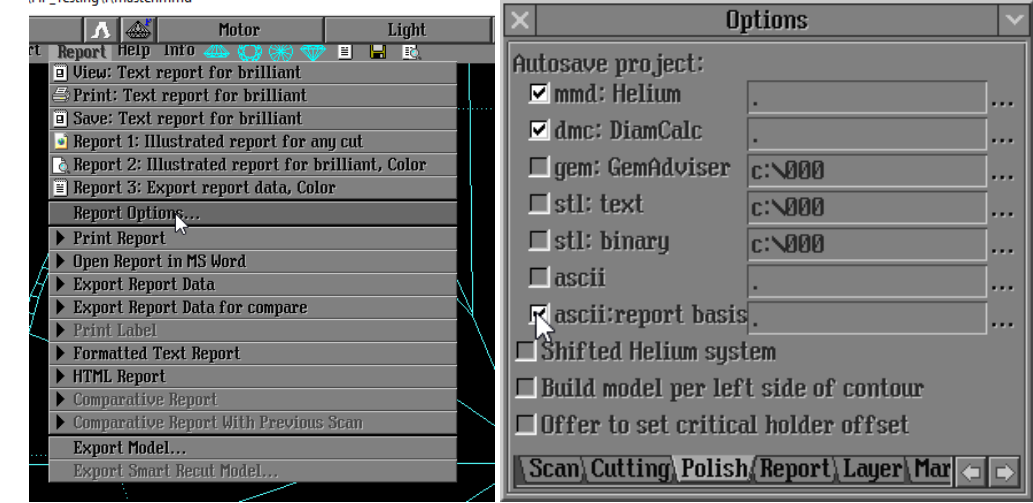 Motor Light
Report Help Info
View: Text report for brilliant
Print: Text report for brilliant
Save: Text report for brilliant
Report 1: Illustrated report for any cut
Report 2: Illustrated report for brilliant, Color
Report 3: Export report data, Color
Report Options...
Print Report
Open Report in MS Word
Export Report Data
Export Report Data for compare
Print Label
Formatted Text Report
HTML Report
Comparative Report
Comparative Report With Previous Scan
Export Model...
Export Smart Recut Model...
Options
Autosave project:
mmd: Helium . ...
dmc: DiamCalc . ...
gem: GemAdviser c:\000 ...
stl: text c:\000 ...
stl: binary c:\000 ...
ascii . ...
ascii:report basis . ...
Shifted Helium system
Build model per left side of contour
Offer to set critical holder offset
Scan Cutting Polish Report Layer Mar